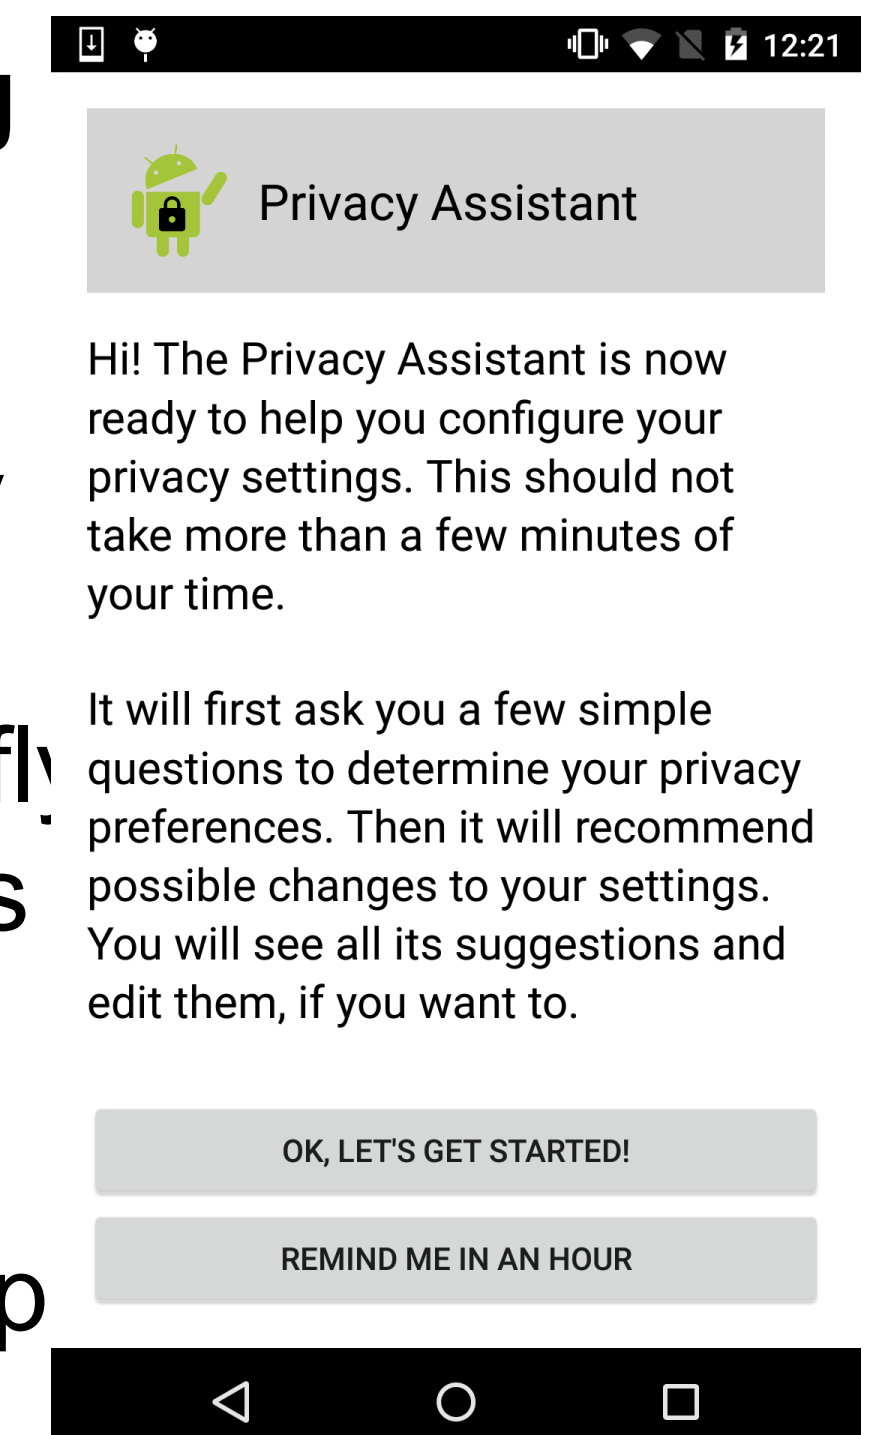 12:21
Privacy Assistant
Hi! The Privacy Assistant is now
ready to help you configure your
privacy settings. This should not
take more than a few minutes of
your time.
It will first ask you a few simple
questions to determine your privacy
preferences. Then it will recommend
possible changes to your settings.
You will see all its suggestions and
edit them, if you want to.
OK, LET'S GET STARTED!
REMIND ME IN AN HOUR